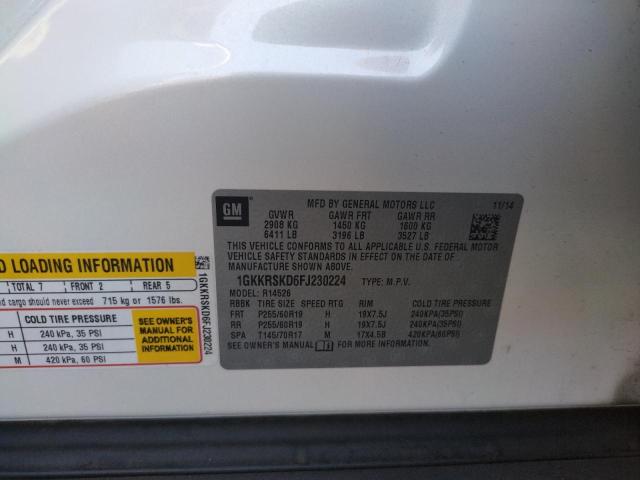 GM
MFD BY GENERAL MOTORS LLC 11/14
GVWR GAWR FRT GAWR RR
2908 KG 1450 KG 1600 KG
6411 LB 3196 LB 3527 LB
THIS VEHICLE CONFORMS TO ALL APPLICABLE U.S. FEDERAL MOTOR
VEHICLE SAFETY STANDARDS IN EFFECT ON THE DATE OF
MANUFACTURE SHOWN ABOVE.
1GKKRSKD6FJ230224 TYPE: M.P.V.
MODEL: R14526
RBBK TIRE SIZE SPEED RTG RIM COLD TIRE PRESSURE
FRT P255/60R19 H 19X7.5J 240KPA(35PSI)
RR P255/60R19 H 19X7.5J 240KPA(35PSI)
SPA T145/70R17 M 17X4.5B 420KPA(60PSI)
SEE OWNER'S MANUAL FOR MORE INFORMATION.
D LOADING INFORMATION
TOTAL 7 FRONT 2 REAR 5
nd cargo should never exceed 715 kg or 1576 lbs.
COLD TIRE PRESSURE
H 240 kPa, 35 PSI
H 240 kPa, 35 PSI
M 420 kPa, 60 PSI
SEE OWNER'S
MANUAL FOR
ADDITIONAL
INFORMATION
1GKKRSKD6FJ230224